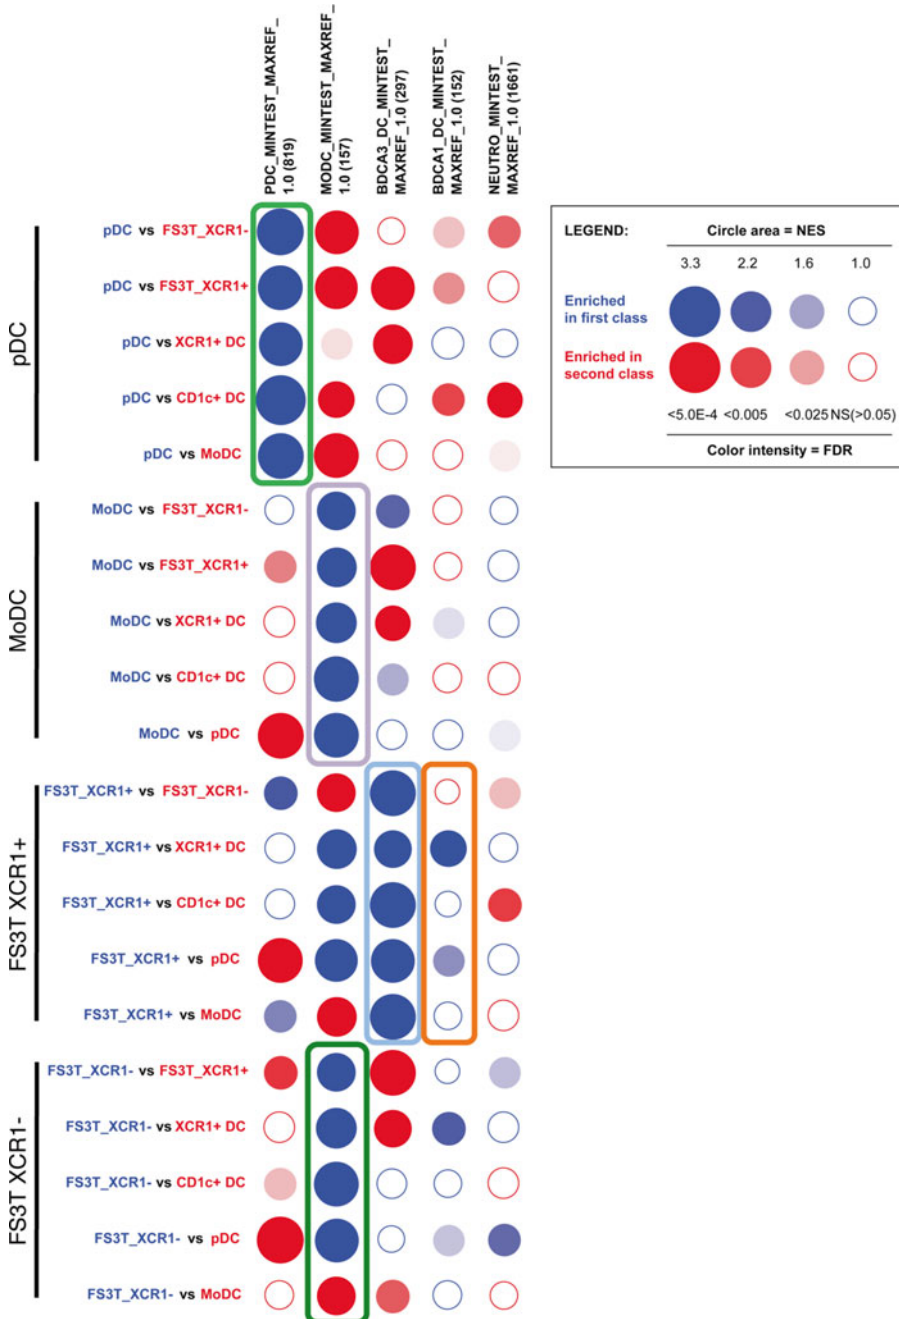 PDC_MINTEST_MAXREF_
1.0 (819)
MODC_MINTEST_MAXREF_
1.0 (157)
BDCA3_DC_MINTEST_
MAXREF_1.0 (297)
BDCA1_DC_MINTEST_
MAXREF_1.0 (152)
NEUTRO_MINTEST_
MAXREF_1.0 (1661)
pDC
pDC vs FS3T_XCR1-
pDC vs FS3T_XCR1+
pDC vs XCR1+ DC
pDC vs CD1c+ DC
pDC vs MoDC
LEGEND: Circle area = NES
3.3 2.2 1.6 1.0
Enriched
in first class
Enriched in
second class
<5.0E-4 <0.005 <0.025 NS(>0.05)
Color intensity = FDR
MoDC
MoDC vs FS3T_XCR1-
MoDC vs FS3T_XCR1+
MoDC vs XCR1+ DC
MoDC vs CD1c+ DC
MoDC vs pDC
FS3T XCR1+
FS3T_XCR1+ vs FS3T_XCR1-
FS3T_XCR1+ vs XCR1+ DC
FS3T_XCR1+ vs CD1c+ DC
FS3T_XCR1+ vs pDC
FS3T_XCR1+ vs MoDC
FS3T XCR1-
FS3T_XCR1- vs FS3T_XCR1+
FS3T_XCR1- vs XCR1+ DC
FS3T_XCR1- vs CD1c+ DC
FS3T_XCR1- vs pDC
FS3T_XCR1- vs MoDC